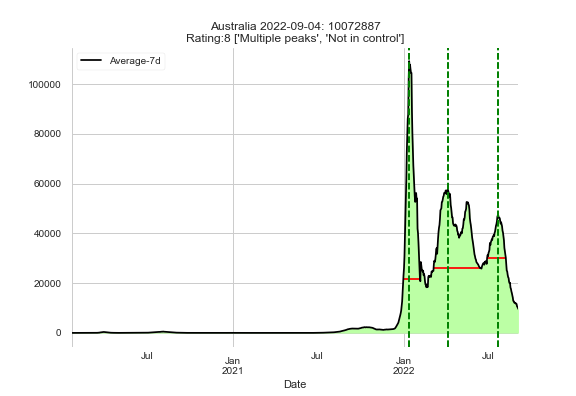 Australia 2022-09-04: 10072887
Rating:8 ['Multiple peaks', 'Not in control']
Average-7d
100000
80000
60000
40000
20000
0
Jul
Jan
2021
Jul
Jan
2022
Jul
Date